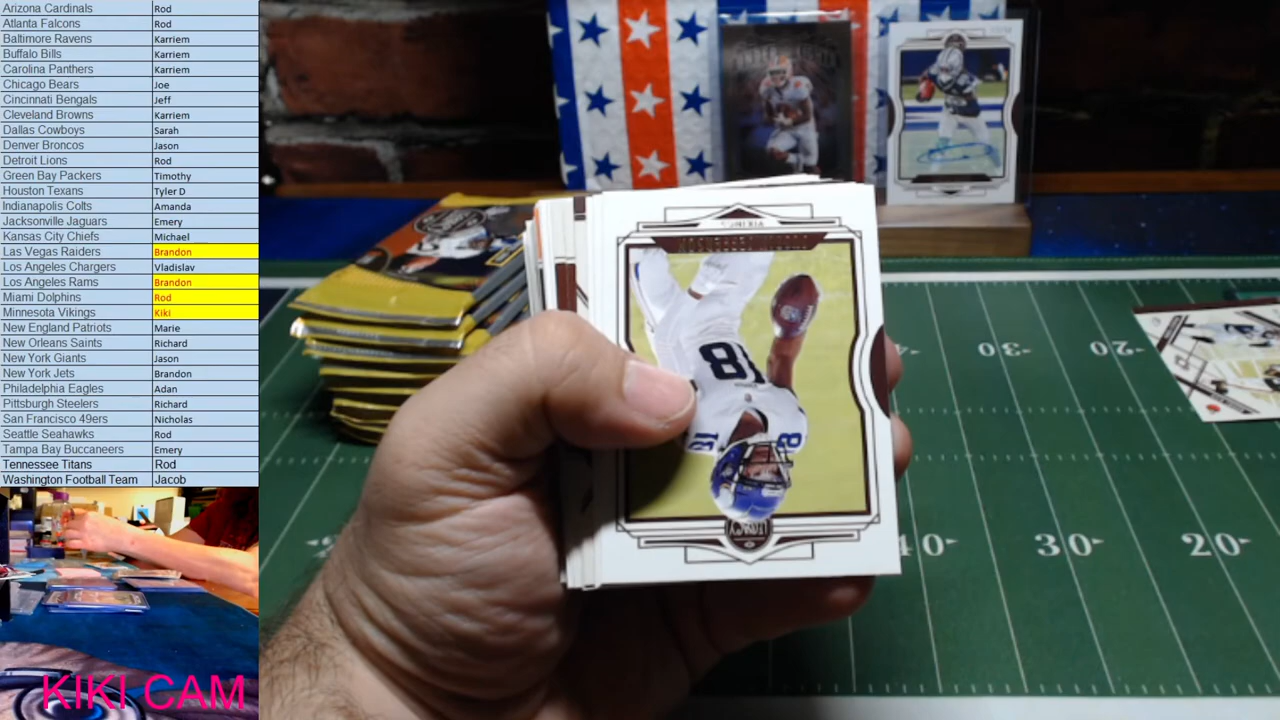 Arizona Cardinals Rod
Atlanta Falcons Rod
Baltimore Ravens Karriem
Buffalo Bills Karriem
Carolina Panthers Karriem
Chicago Bears Joe
Cincinnati Bengals Jeff
Cleveland Browns Karriem
Dallas Cowboys Sarah
Denver Broncos Jason
Detroit Lions Rod
Green Bay Packers Timothy
Houston Texans Tyler D
Indianapolis Colts Amanda
Jacksonville Jaguars Emery
Kansas City Chiefs Michael
Las Vegas Raiders Brandon
Los Angeles Chargers Vladislav
Los Angeles Rams Brandon
Miami Dolphins Rod
Minnesota Vikings Kiki
New England Patriots Marie
New Orleans Saints Richard
New York Giants Jason
New York Jets Brandon
Philadelphia Eagles Adan
Pittsburgh Steelers Richard
San Francisco 49ers Nicholas
Seattle Seahawks Rod
Tampa Bay Buccaneers Emery
Tennessee Titans Rod
Washington Football Team Jacob
KIKI CAM
18
18
8
30
20
40
30
20